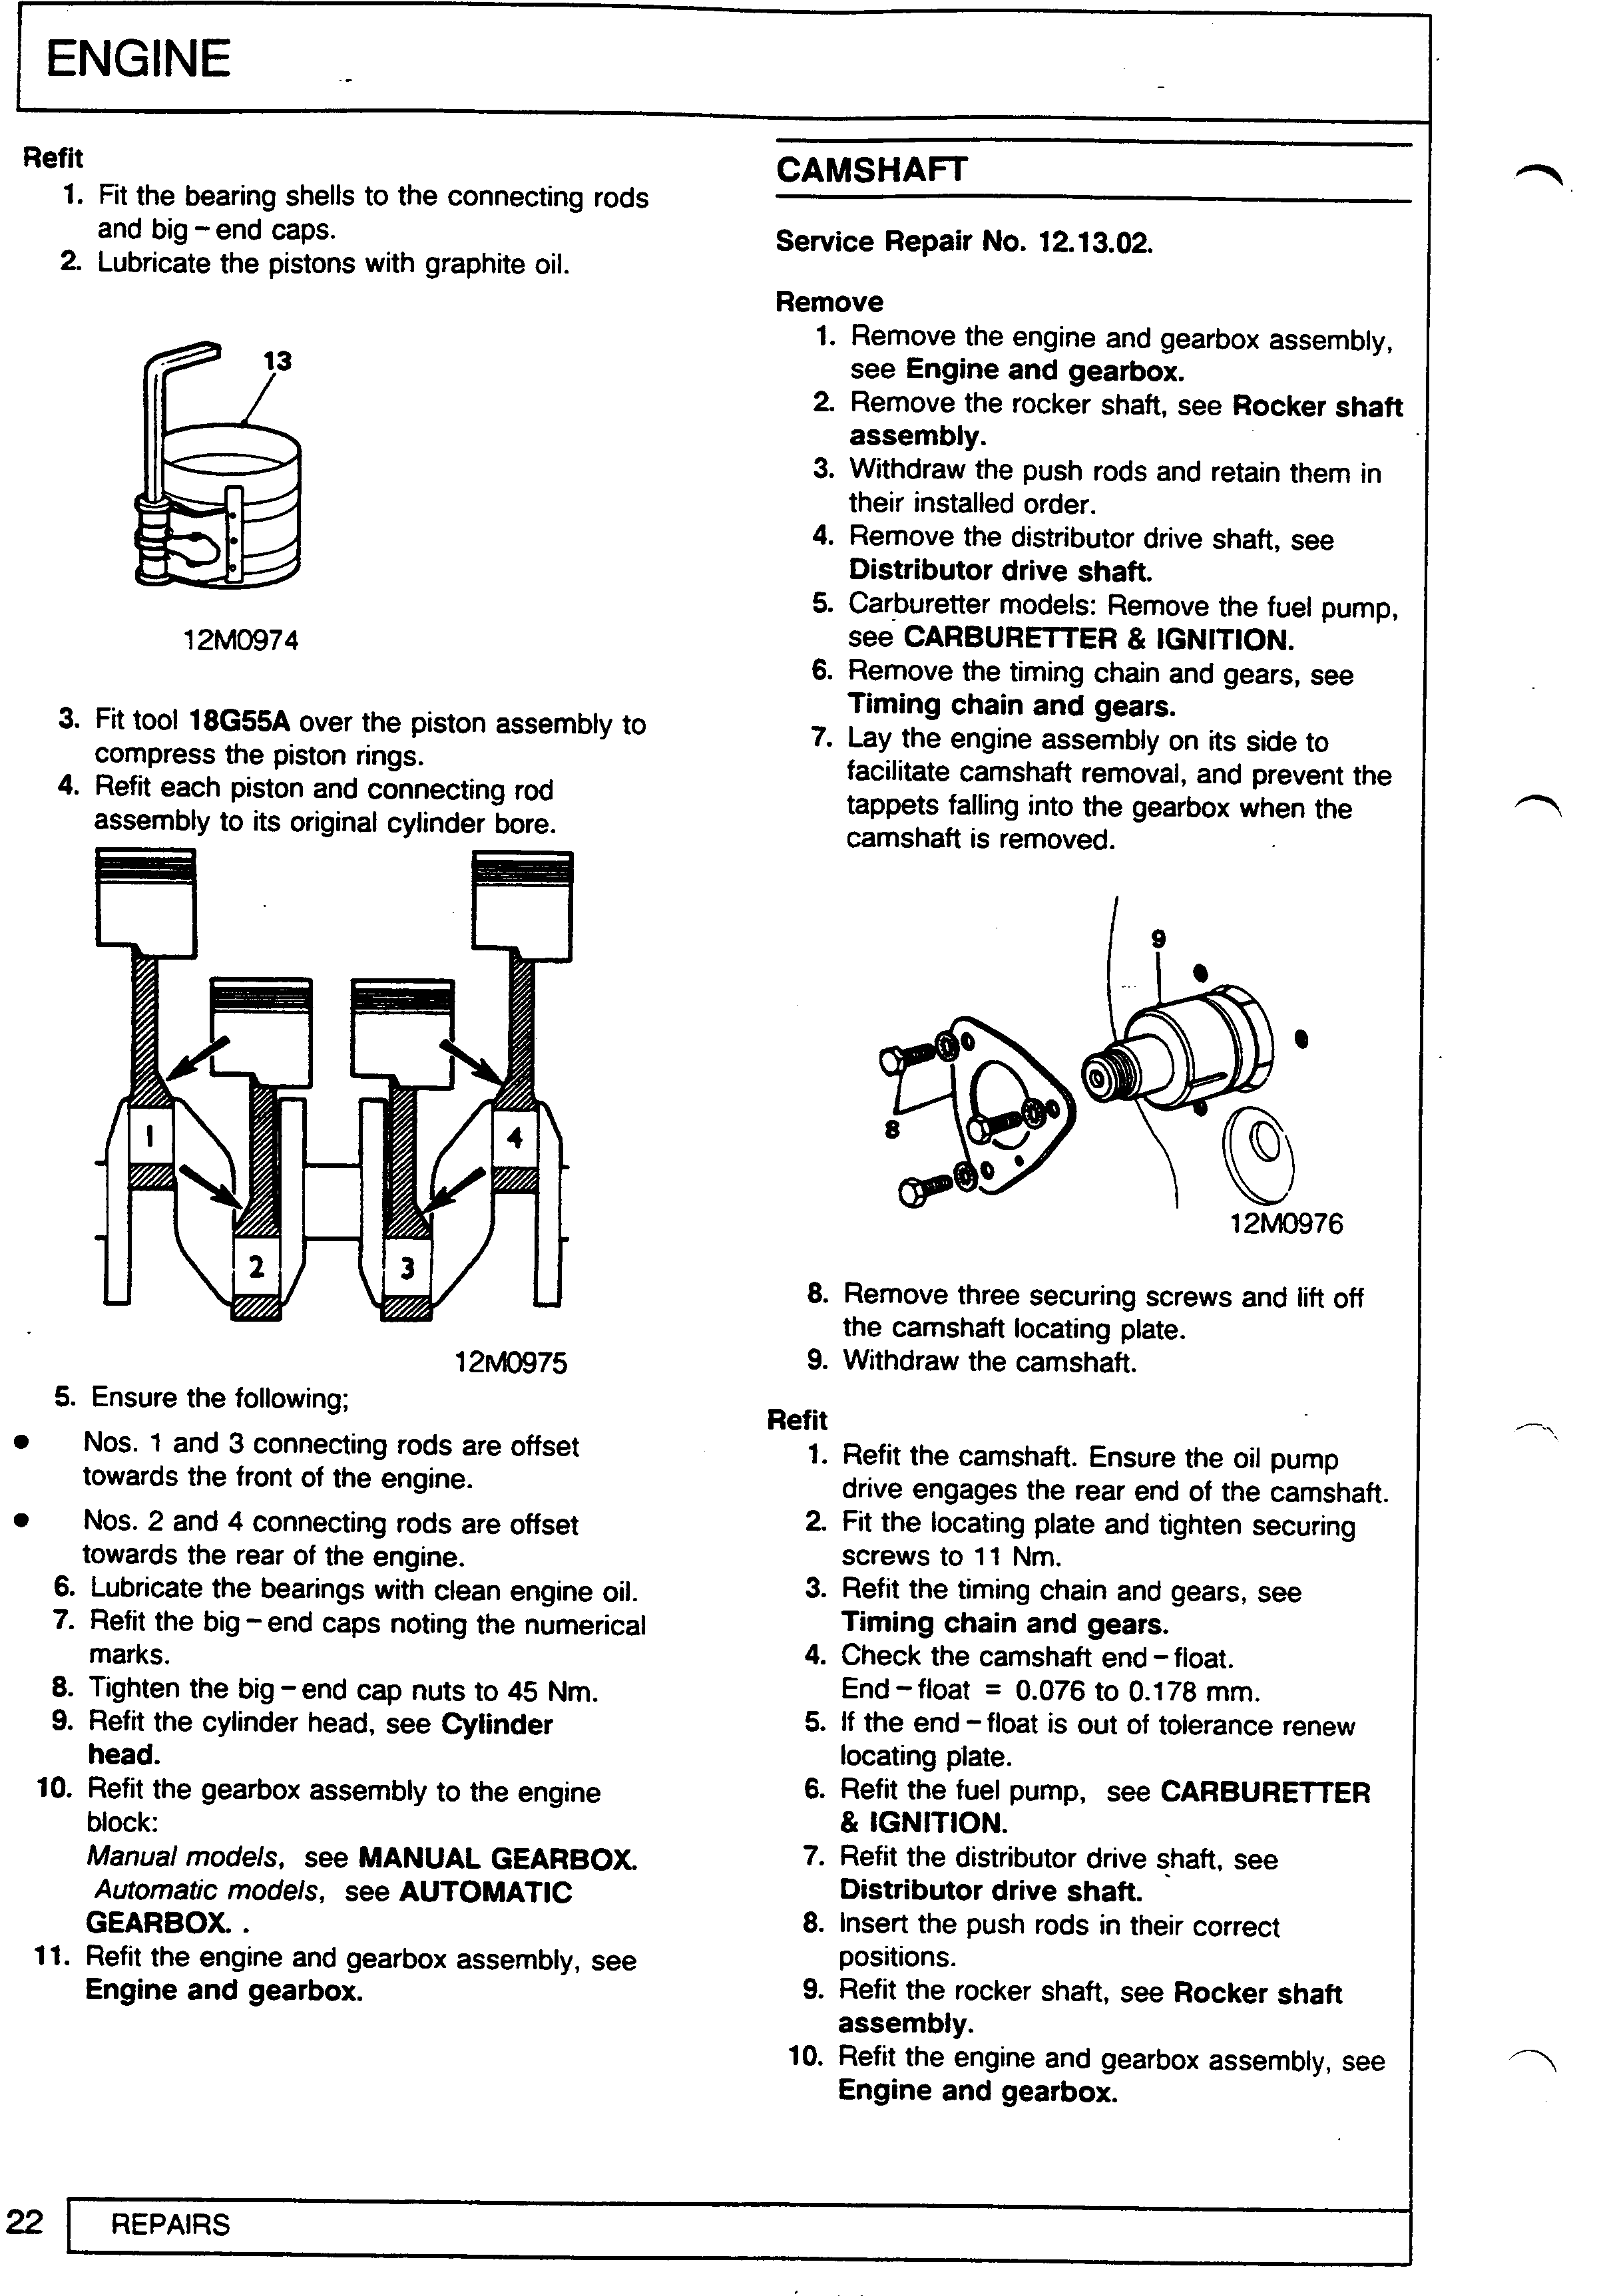 ENGINE
Refit
1. Fit the bearing shells to the connecting rods
and big-end caps.
2. Lubricate the pistons with graphite oil.
13
12M0974
3. Fit tool 18G55A over the piston assembly to
compress the piston rings.
4. Refit each piston and connecting rod
assembly to its original cylinder bore.
1
4
2
3
12M0975
5. Ensure the following;
● Nos. 1 and 3 connecting rods are offset
towards the front of the engine.
● Nos. 2 and 4 connecting rods are offset
towards the rear of the engine.
6. Lubricate the bearings with clean engine oil.
7. Refit the big-end caps noting the numerical
marks.
8. Tighten the big-end cap nuts to 45 Nm.
9. Refit the cylinder head, see Cylinder
head.
10. Refit the gearbox assembly to the engine
block:
Manual models, see MANUAL GEARBOX.
Automatic models, see AUTOMATIC
GEARBOX. .
11. Refit the engine and gearbox assembly, see
Engine and gearbox.
CAMSHAFT
Service Repair No. 12.13.02.
Remove
1. Remove the engine and gearbox assembly,
see Engine and gearbox.
2. Remove the rocker shaft, see Rocker shaft
assembly.
3. Withdraw the push rods and retain them in
their installed order.
4. Remove the distributor drive shaft, see
Distributor drive shaft.
5. Carburetter models: Remove the fuel pump,
see CARBURETTER & IGNITION.
6. Remove the timing chain and gears, see
Timing chain and gears.
7. Lay the engine assembly on its side to
facilitate camshaft removal, and prevent the
tappets falling into the gearbox when the
camshaft is removed.
9
8
12M0976
8. Remove three securing screws and lift off
the camshaft locating plate.
9. Withdraw the camshaft.
Refit
1. Refit the camshaft. Ensure the oil pump
drive engages the rear end of the camshaft.
2. Fit the locating plate and tighten securing
screws to 11 Nm.
3. Refit the timing chain and gears, see
Timing chain and gears.
4. Check the camshaft end-float.
End-float = 0.076 to 0.178 mm.
5. If the end-float is out of tolerance renew
locating plate.
6. Refit the fuel pump, see CARBURETTER
& IGNITION.
7. Refit the distributor drive shaft, see
Distributor drive shaft.
8. Insert the push rods in their correct
positions.
9. Refit the rocker shaft, see Rocker shaft
assembly.
10. Refit the engine and gearbox assembly, see
Engine and gearbox.
22
REPAIRS